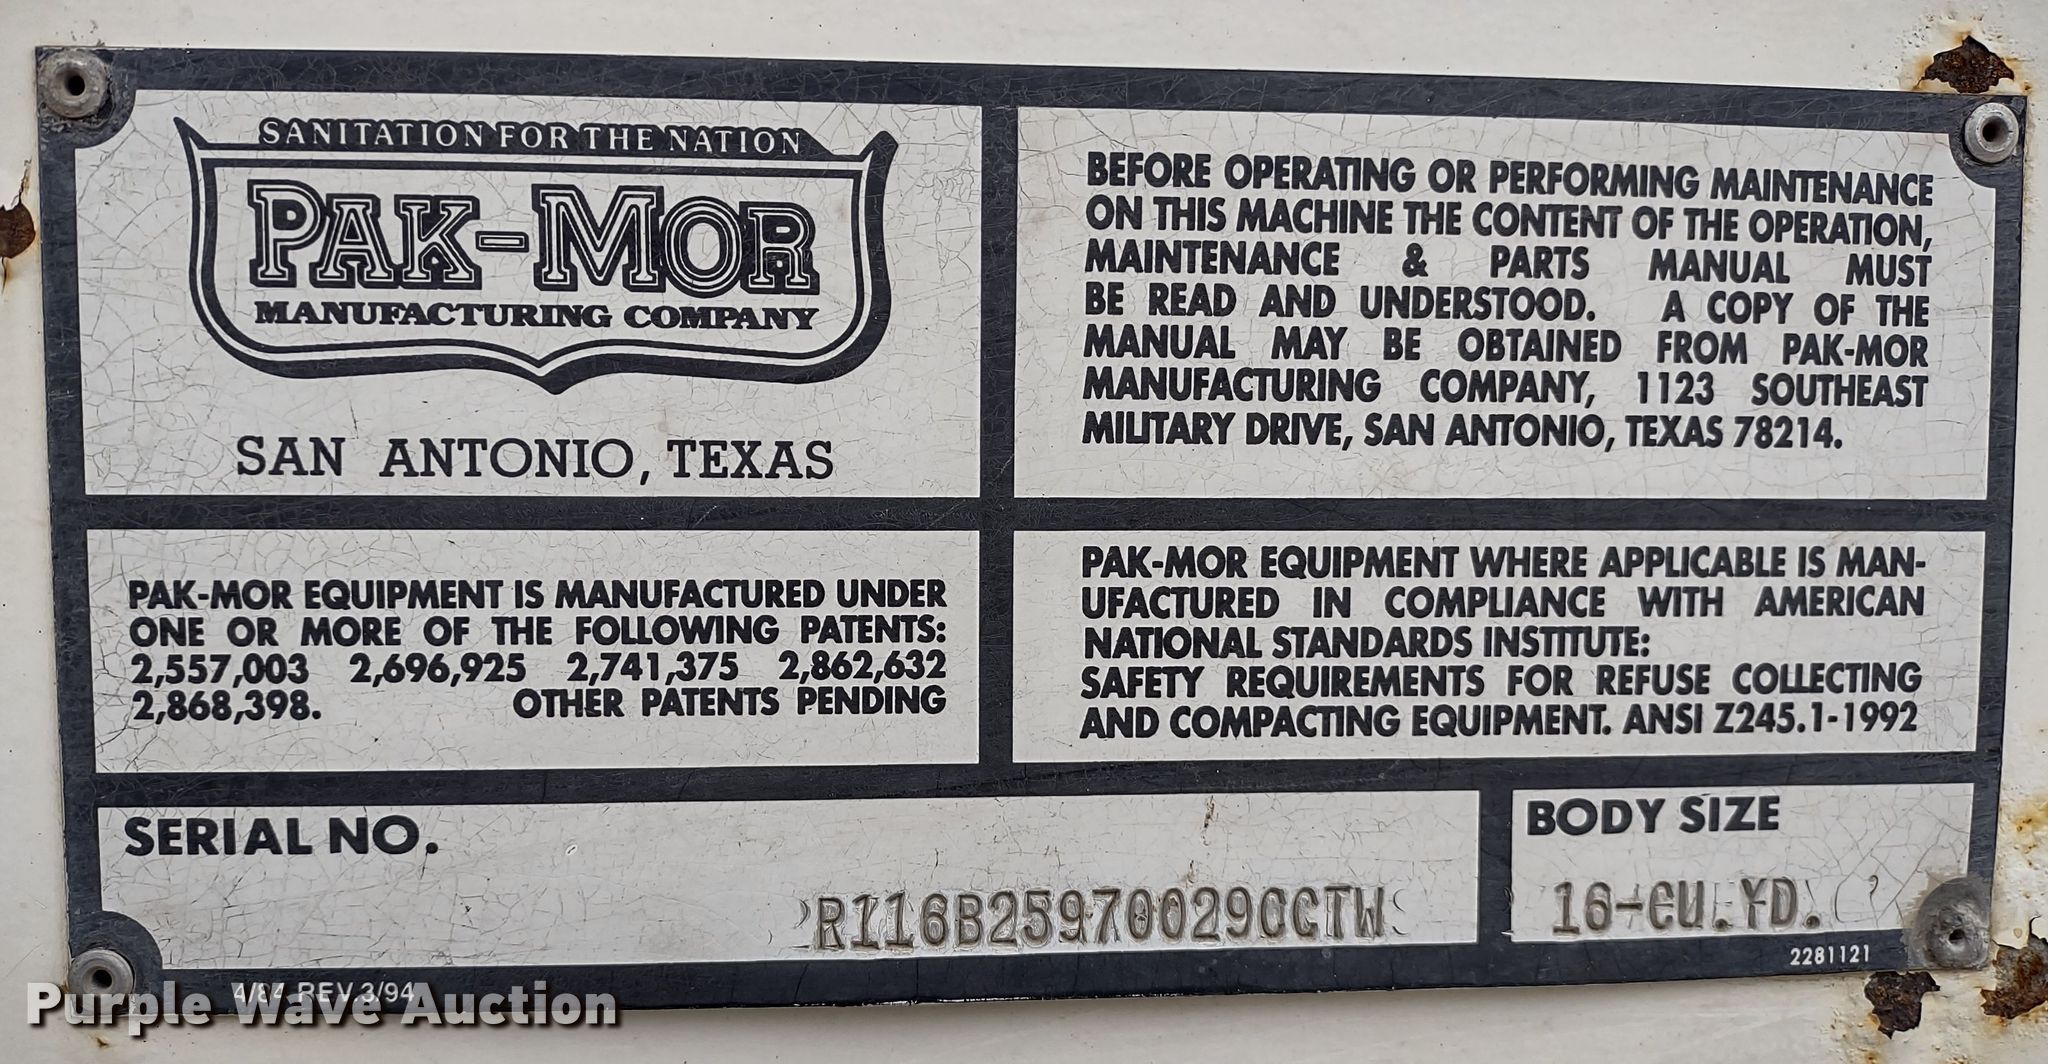 SANITATION FOR THE NATION
PAK-MOR
MANUFACTURING COMPANY
SAN ANTONIO, TEXAS
BEFORE OPERATING OR PERFORMING MAINTENANCE
ON THIS MACHINE THE CONTENT OF THE OPERATION,
MAINTENANCE & PARTS MANUAL MUST
BE READ AND UNDERSTOOD. A COPY OF THE
MANUAL MAY BE OBTAINED FROM PAK-MOR
MANUFACTURING COMPANY, 1123 SOUTHEAST
MILITARY DRIVE, SAN ANTONIO, TEXAS 78214.
PAK-MOR EQUIPMENT IS MANUFACTURED UNDER
ONE OR MORE OF THE FOLLOWING PATENTS:
2,557,003 2,696,925 2,741,375 2,862,632
2,868,398. OTHER PATENTS PENDING
PAK-MOR EQUIPMENT WHERE APPLICABLE IS MAN-
UFACTURED IN COMPLIANCE WITH AMERICAN
NATIONAL STANDARDS INSTITUTE:
SAFETY REQUIREMENTS FOR REFUSE COLLECTING
AND COMPACTING EQUIPMENT. ANSI Z245.1-1992
SERIAL NO.
R116B25970029CCTW
BODY SIZE
16-CU.YD.
2281121
4/84 REV.3/94
Purple Wave Auction